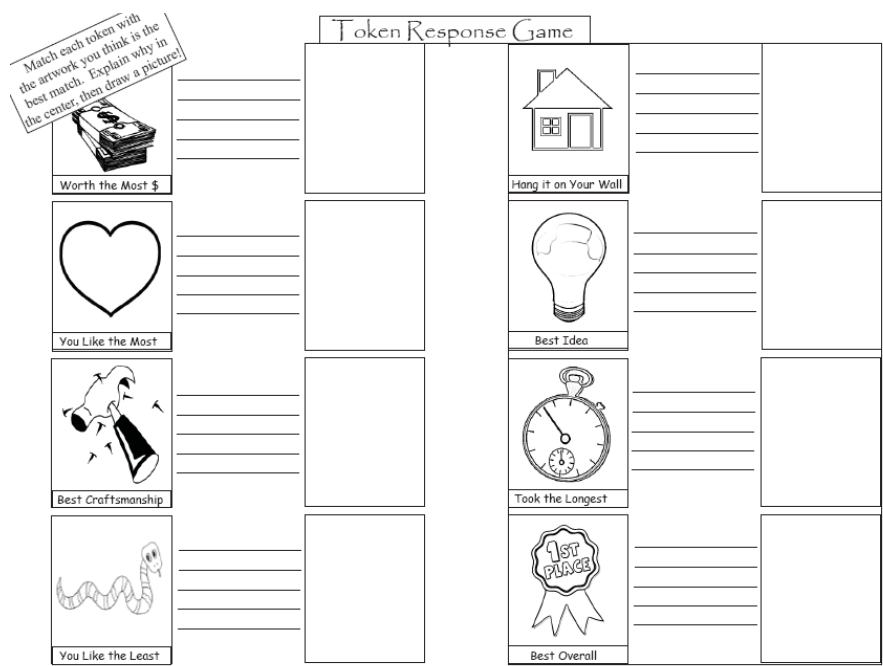 Token Response Game
Match each token with
the artwork you think is the
best match. Explain why in
the center, then draw a picture!
$
Worth the Most $
Hang it on Your Wall
You Like the Most
Best Idea
Best Craftsmanship
Took the Longest
You Like the Least
1ST
PLACE
Best Overall